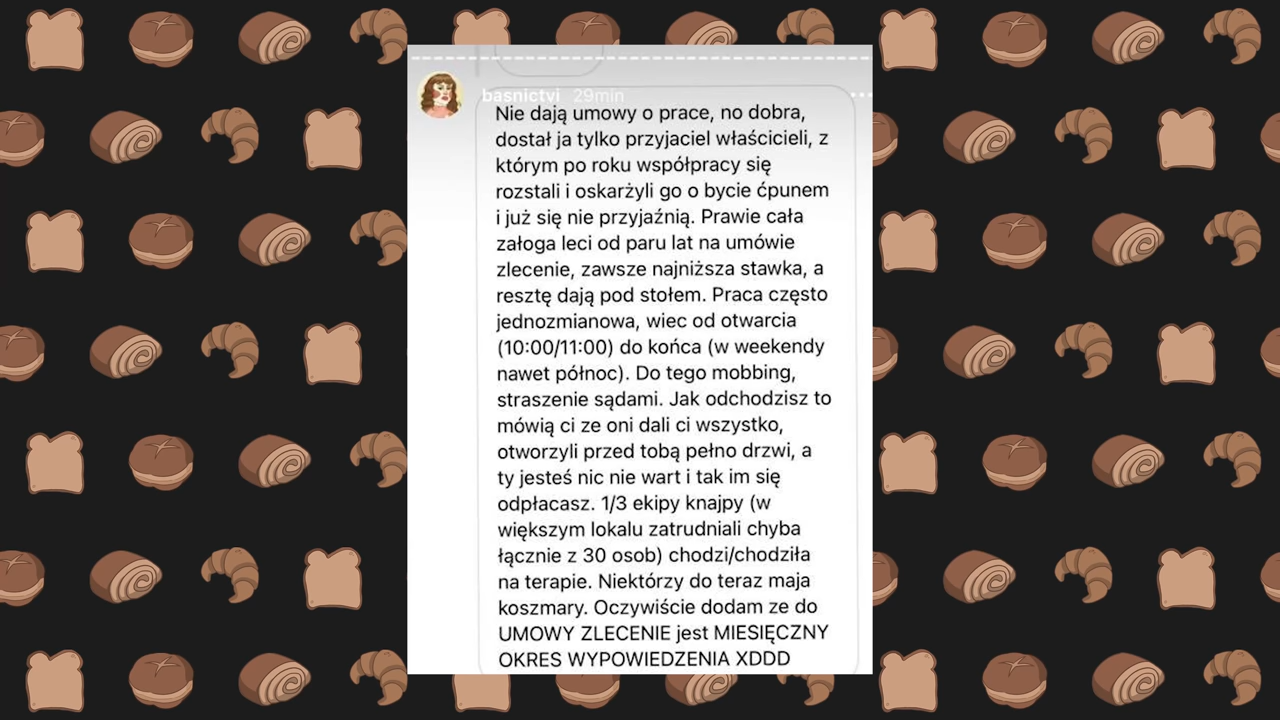 basnictvi 29min
Nie dają umowy o prace, no dobra,
dostał ja tylko przyjaciel właścicieli, z
którym po roku współpracy się
rozstali i oskarżyli go o bycie ćpunem
i już się nie przyjaźnią. Prawie cała
załoga leci od paru lat na umówie
zlecenie, zawsze najniższa stawka, a
resztę dają pod stołem. Praca często
jednozmianowa, wiec od otwarcia
(10:00/11:00) do końca (w weekendy
nawet północ). Do tego mobbing,
straszenie sądami. Jak odchodzisz to
mówią ci ze oni dali ci wszystko,
otworzyli przed tobą pełno drzwi, a
ty jesteś nic nie wart i tak im się
odpłacasz. 1/3 ekipy knajpy (w
większym lokalu zatrudniali chyba
łącznie z 30 osob) chodzi/chodziła
na terapie. Niektórzy do teraz maja
koszmary. Oczywiście dodam ze do
UMOWY ZLECENIE jest MIESIĘCZNY
OKRES WYPOWIEDZENIA XDDD